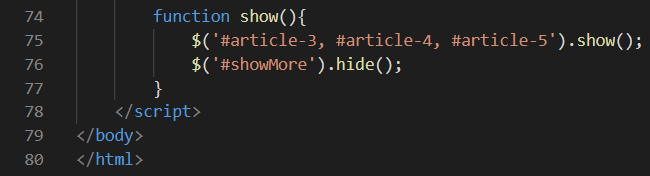 74 function show(){
75 $('#article-3, #article-4, #article-5').show();
76 $('#showMore').hide();
77 }
78 </script>
79 </body>
80 </html>